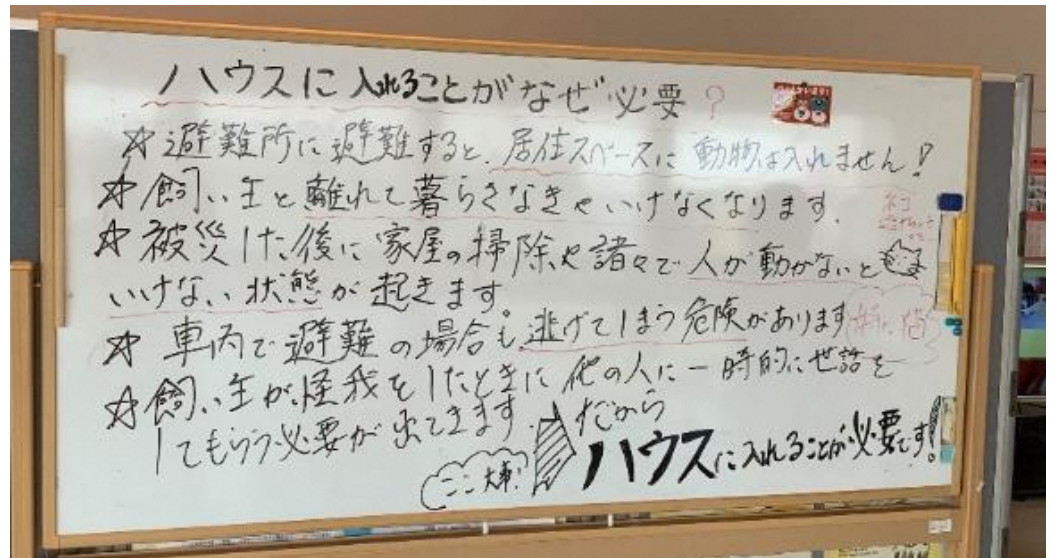 ハウスに入れることがなぜ必要?
☆避難所に避難すると、居住スペースに動物は入れません!
☆飼い主と離れて暮らさなきゃいけなくなります。
☆被災した後に家屋の掃除や諸々で人が動かないと
いけない状態が起きます。
☆車内で避難の場合も逃げてしまう危険があります
特に猫
☆飼い主が怪我をしたときに他の人に一時的に世話を
してもらう必要が出てきます。
ここ大事!
だから
ハウスに入れることが必要です!